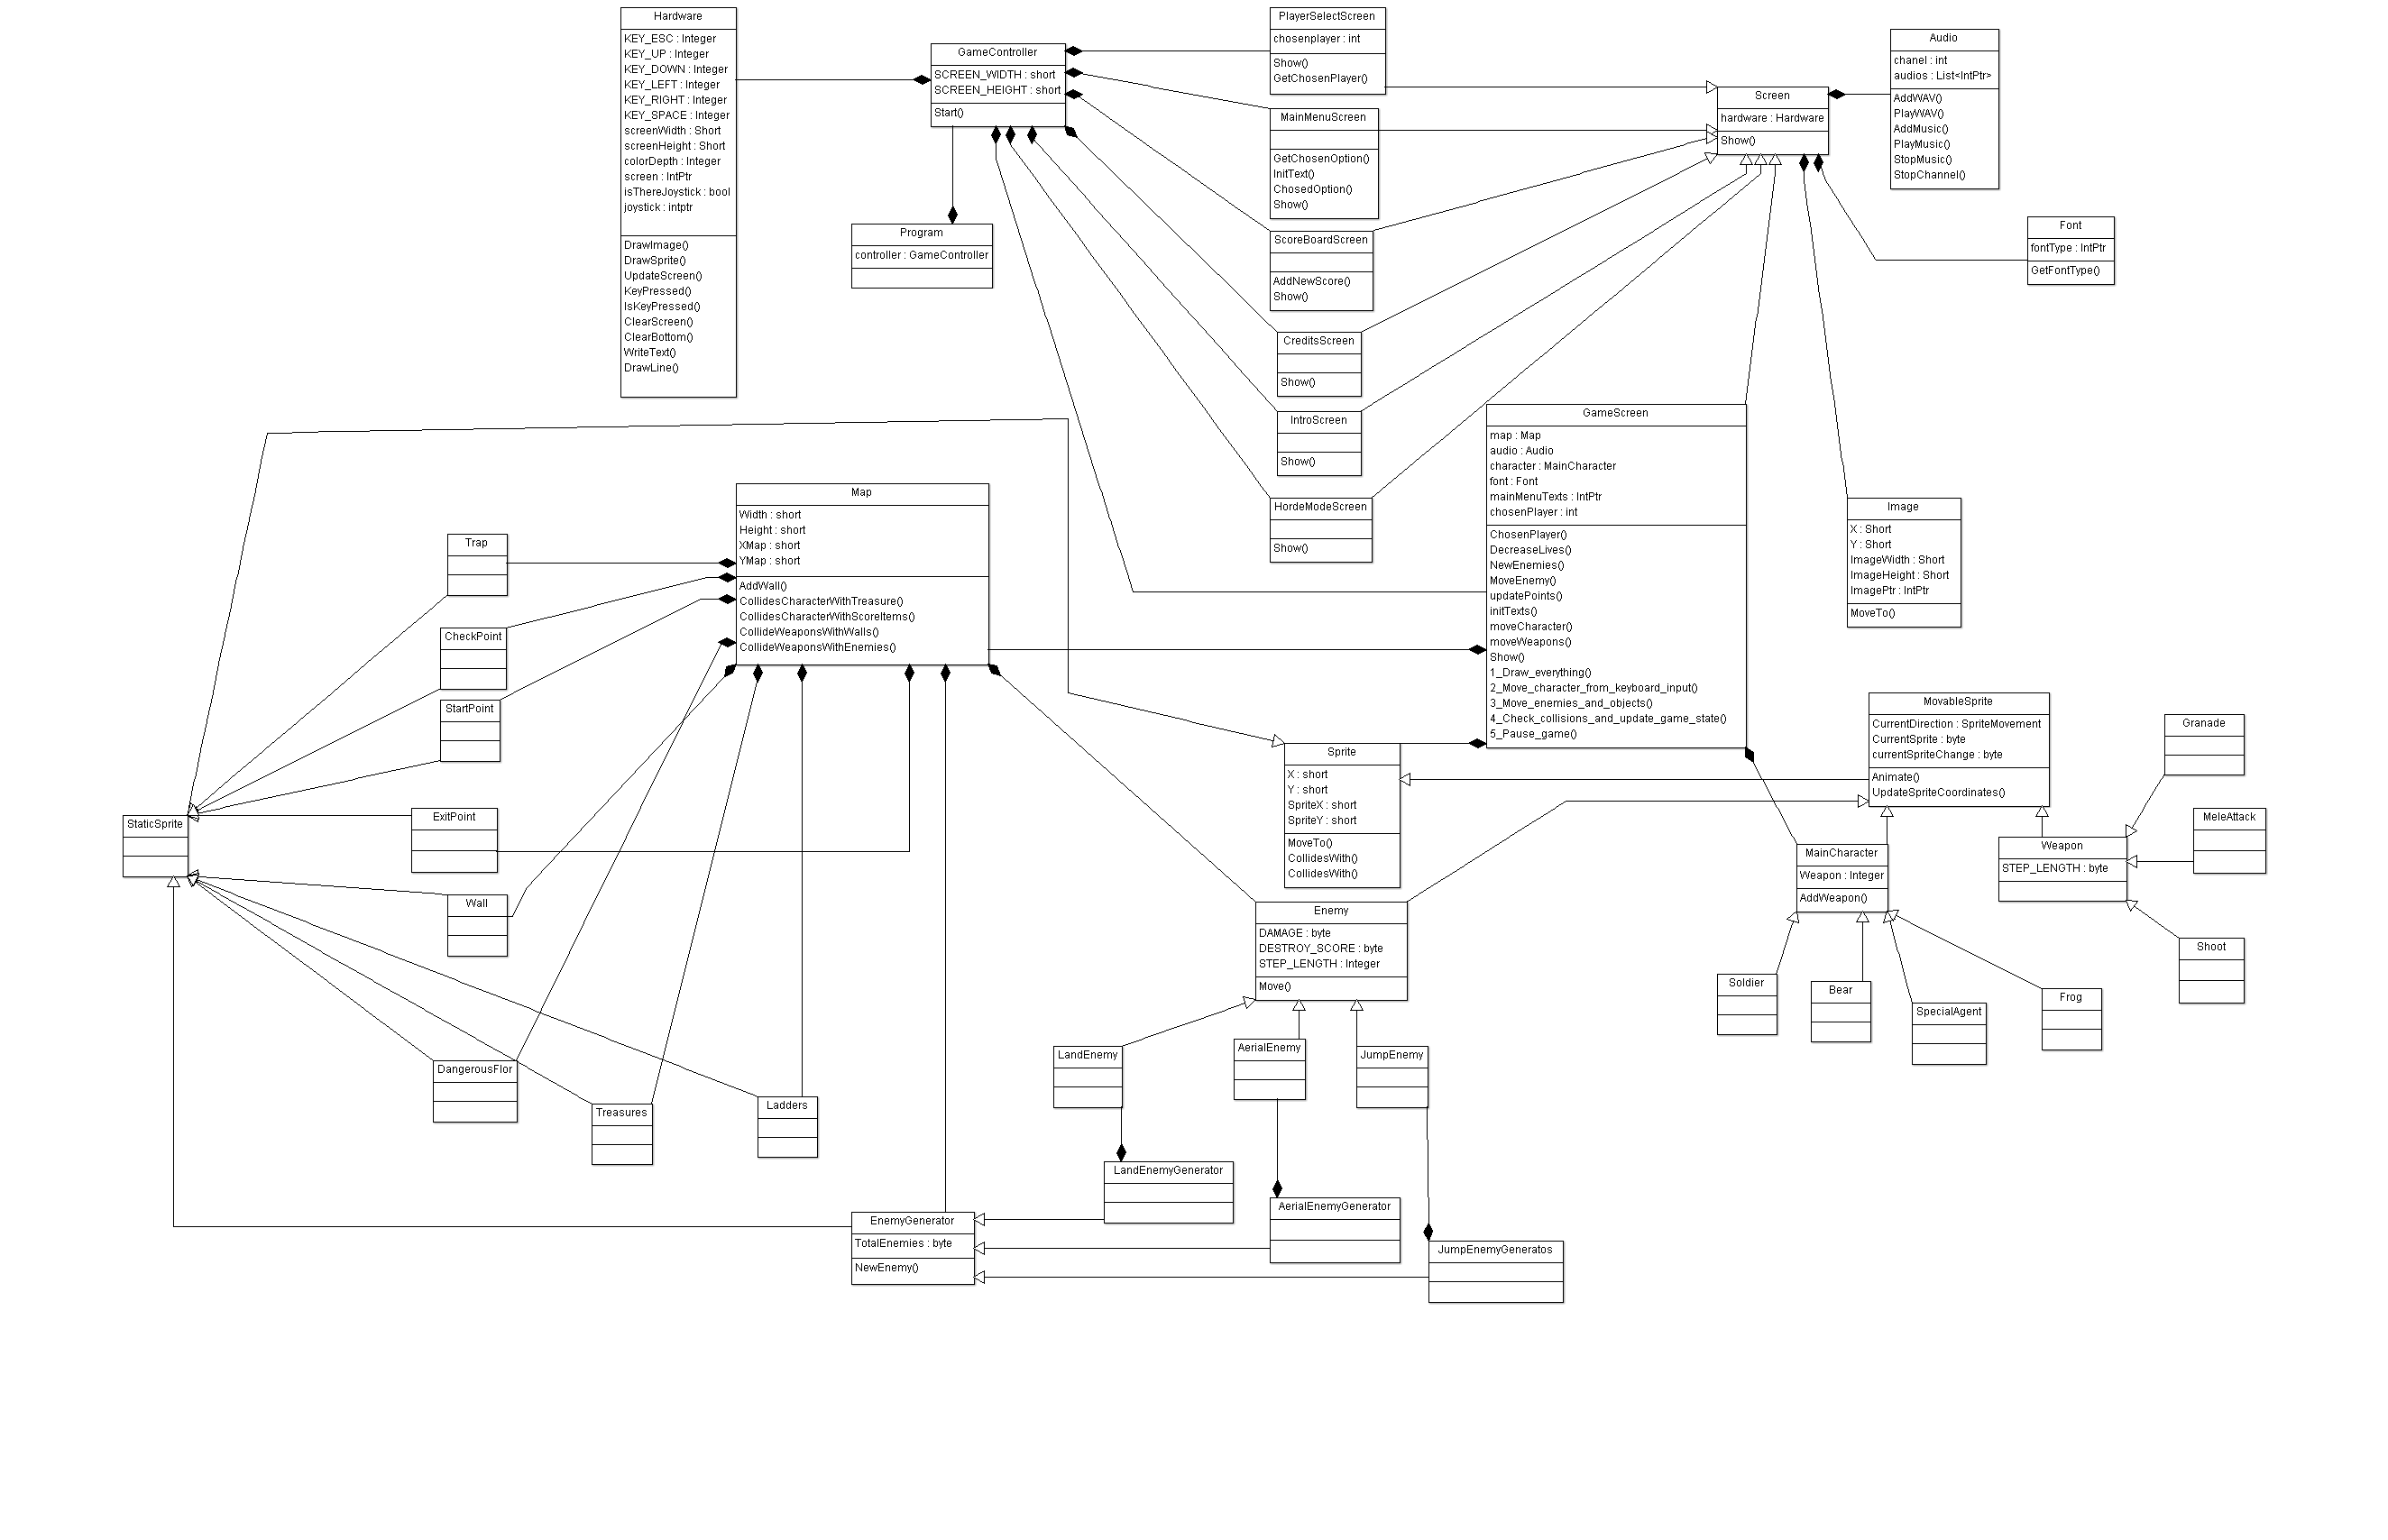 Hardware
KEY_ESC : Integer
KEY_UP : Integer
KEY_DOWN : Integer
KEY_LEFT : Integer
KEY_RIGHT : Integer
KEY_SPACE : Integer
screenWidth : Short
screenHeight : Short
colorDepth : Integer
screen : IntPtr
isThereJoystick : bool
joystick : intptr
DrawImage()
DrawSprite()
UpdateScreen()
KeyPressed()
IsKeyPressed()
ClearScreen()
ClearBottom()
WriteText()
DrawLine()
GameController
SCREEN_WIDTH : short
SCREEN_HEIGHT : short
Start()
Program
controller : GameController
PlayerSelectScreen
chosenplayer : int
Show()
GetChosenPlayer()
MainMenuScreen
GetChosenOption()
InitText()
ChosedOption()
Show()
ScoreBoardScreen
AddNewScore()
Show()
CreditsScreen
Show()
IntroScreen
Show()
HordeModeScreen
Show()
Screen
hardware : Hardware
Show()
Audio
chanel : int
audios : List<IntPtr>
AddWAV()
PlayWAV()
AddMusic()
PlayMusic()
StopMusic()
StopChannel()
Font
fontType : IntPtr
GetFontType()
GameScreen
map : Map
audio : Audio
character : MainCharacter
font : Font
mainMenuTexts : IntPtr
chosenPlayer : int
ChosenPlayer()
DecreaseLives()
NewEnemies()
MoveEnemy()
updatePoints()
initTexts()
moveCharacter()
moveWeapons()
Show()
1_Draw_everything()
2_Move_character_from_keyboard_input()
3_Move_enemies_and_objects()
4_Check_collisions_and_update_game_state()
5_Pause_game()
Image
X : Short
Y : Short
ImageWidth : Short
ImageHeight : Short
ImagePtr : IntPtr
MoveTo()
Map
Width : short
Height : short
XMap : short
YMap : short
AddWall()
CollidesCharacterWithTreasure()
CollidesCharacterWithScoreItems()
CollideWeaponsWithWalls()
CollideWeaponsWithEnemies()
Trap
CheckPoint
StartPoint
ExitPoint
StaticSprite
Wall
DangerousFlor
Treasures
Ladders
Sprite
X : short
Y : short
SpriteX : short
SpriteY : short
MoveTo()
CollidesWith()
CollidesWith()
MovableSprite
CurrentDirection : SpriteMovement
CurrentSprite : byte
currentSpriteChange : byte
Animate()
UpdateSpriteCoordinates()
Granade
MeleAttack
Weapon
STEP_LENGTH : byte
Shoot
MainCharacter
Weapon : Integer
AddWeapon()
Soldier
Bear
SpecialAgent
Frog
Enemy
DAMAGE : byte
DESTROY_SCORE : byte
STEP_LENGTH : Integer
Move()
LandEnemy
AerialEnemy
JumpEnemy
LandEnemyGenerator
AerialEnemyGenerator
JumpEnemyGeneratos
EnemyGenerator
TotalEnemies : byte
NewEnemy()